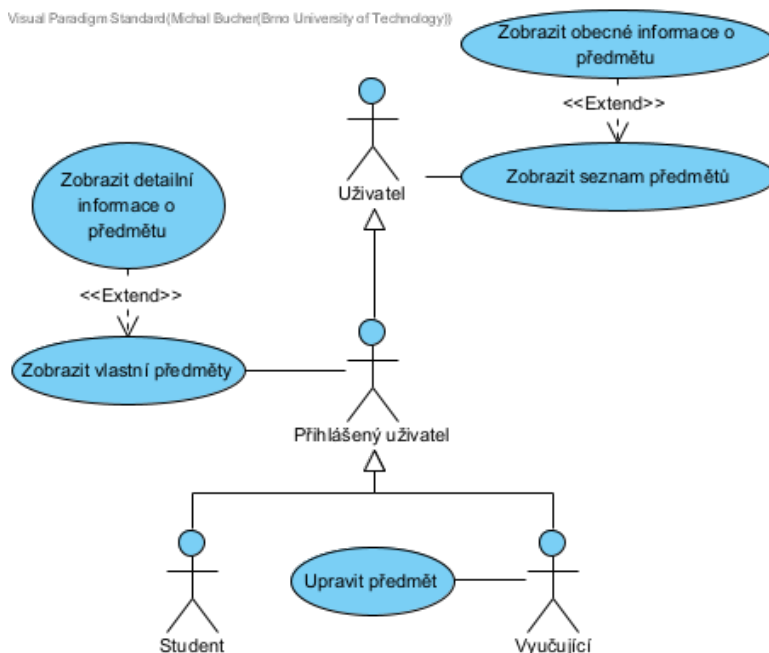 Visual Paradigm Standard(Michal Bucher(Brno University of Technology))
Zobrazit obecné informace o
předmětu
<<Extend>>
Zobrazit seznam předmětů
Uživatel
Zobrazit detailní
informace o
předmětu
<<Extend>>
Zobrazit vlastní předměty
Přihlášený uživatel
Upravit předmět
Student
Vyučující